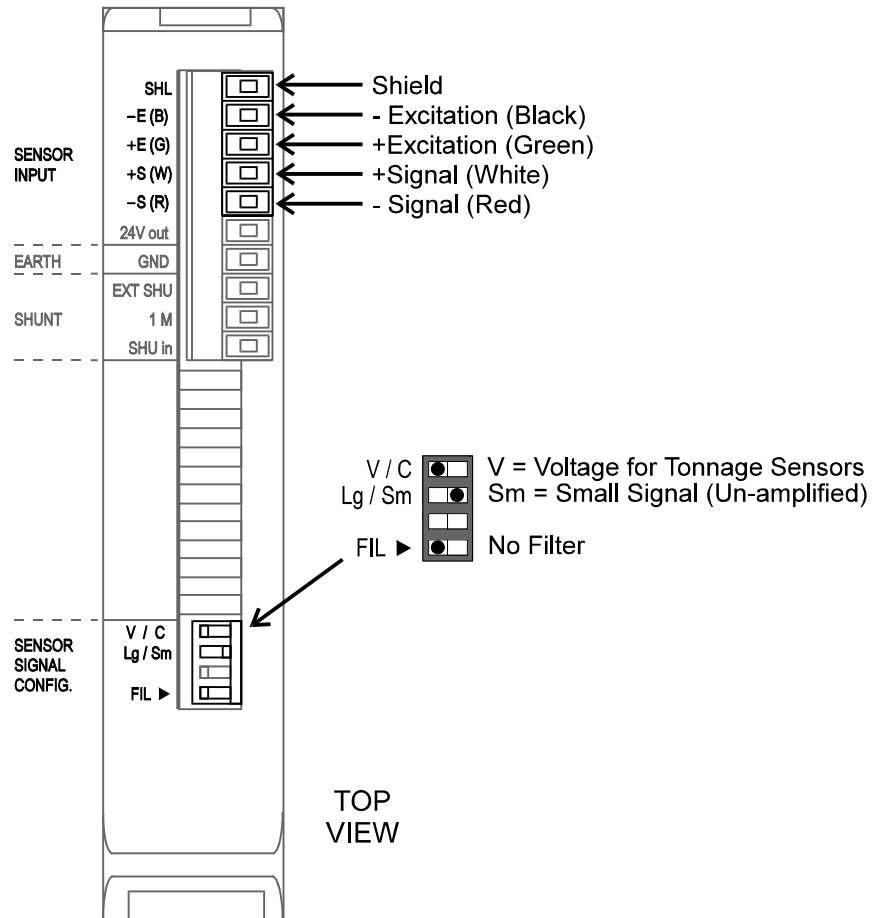 SHL
–E (B)
+E (G)
+S (W)
–S (R)
24V out
SENSOR
INPUT
EARTH
GND
EXT SHU
SHUNT
1 M
SHU in
Shield
- Excitation (Black)
+Excitation (Green)
+Signal (White)
- Signal (Red)
V / C
V = Voltage for Tonnage Sensors
Lg / Sm
Sm = Small Signal (Un-amplified)
FIL ►
No Filter
SENSOR
SIGNAL
CONFIG.
V / C
Lg / Sm
FIL ►
TOP
VIEW